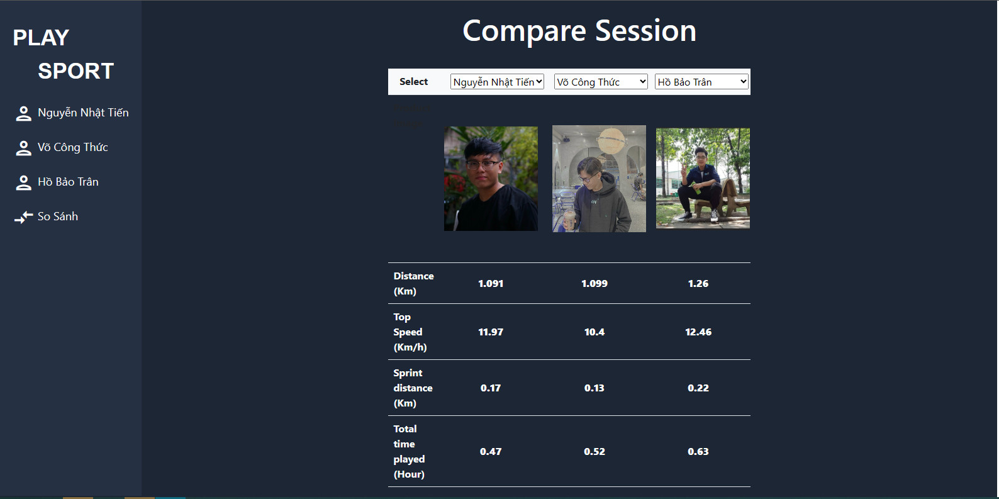 PLAY
SPORT
Nguyễn Nhật Tiến
Võ Công Thức
Hồ Bảo Trân
So Sánh
Compare Session
Select Nguyễn Nhật Tiến Võ Công Thức Hồ Bảo Trân
Distance
(Km) 1.091 1.099 1.26
Top
Speed
(Km/h) 11.97 10.4 12.46
Sprint
distance
(Km) 0.17 0.13 0.22
Total
time
played
(Hour) 0.47 0.52 0.63